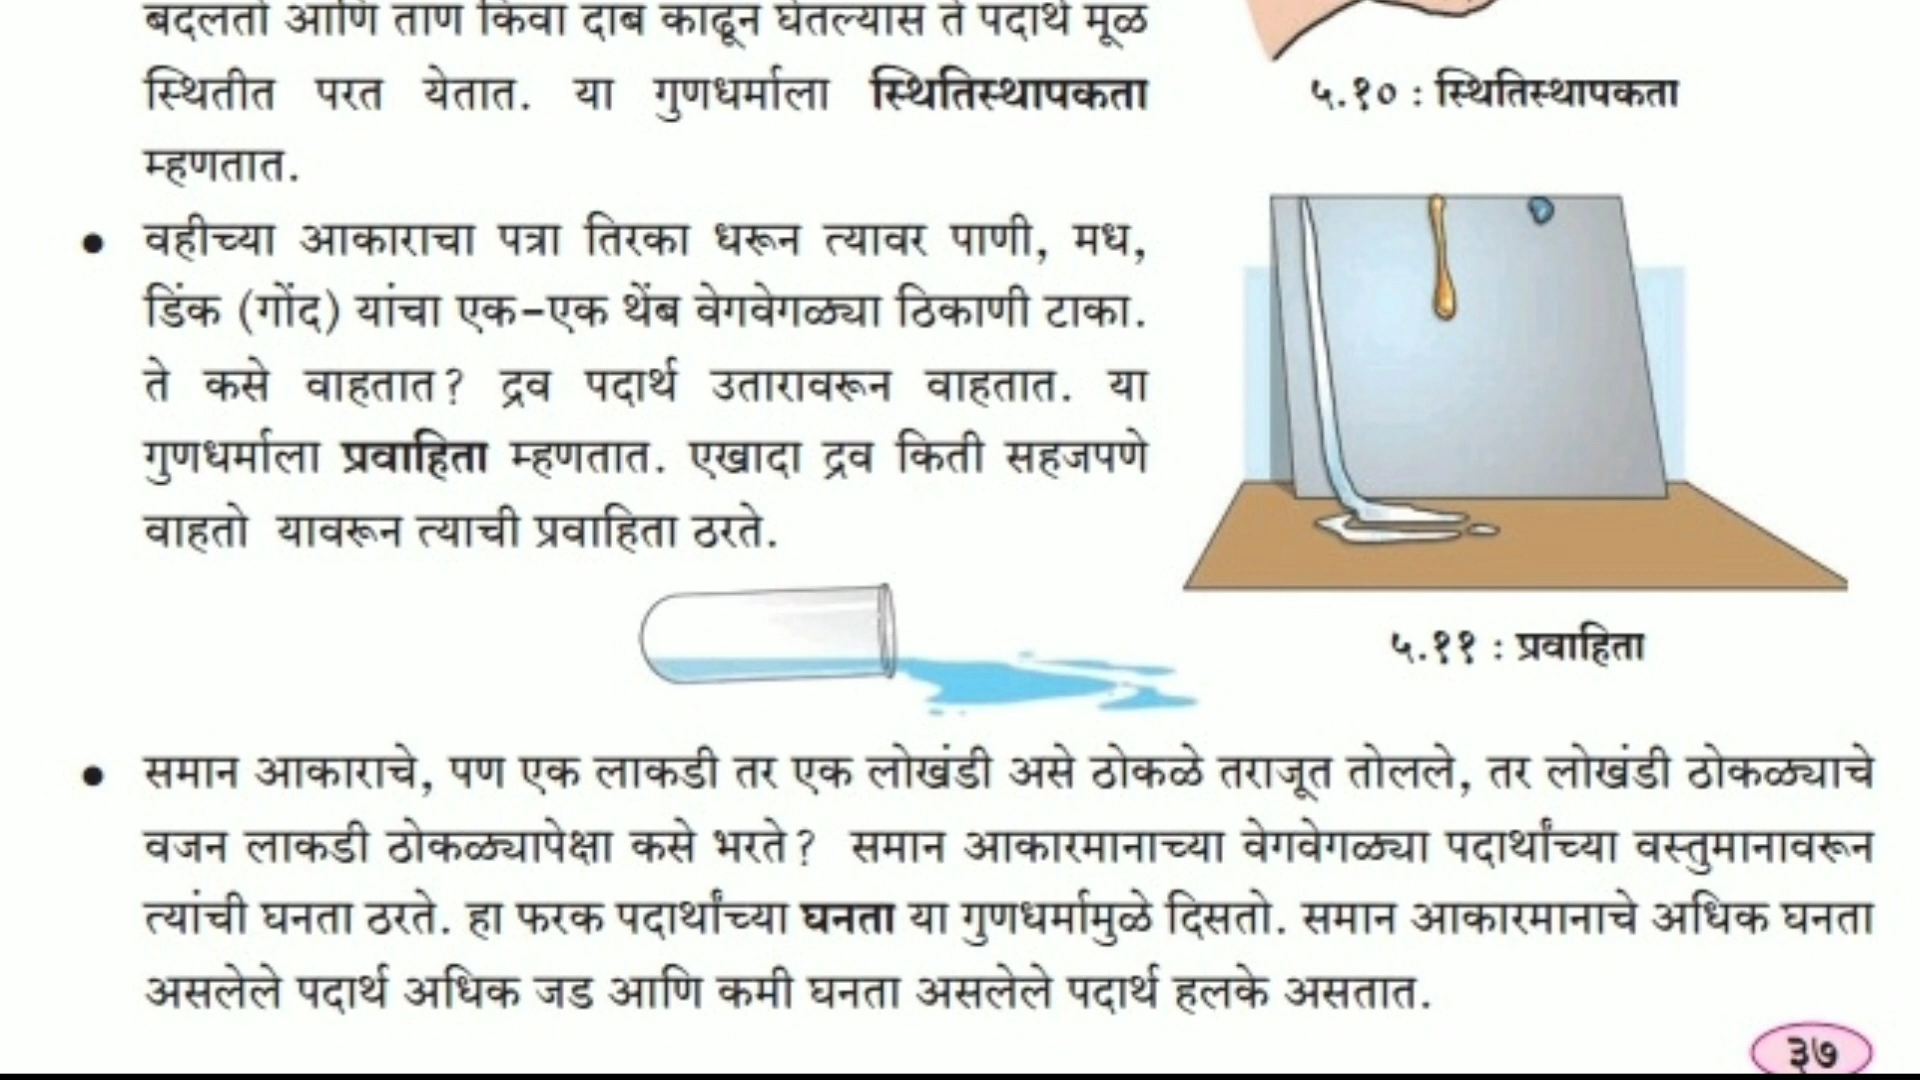 बदलतो आणि ताण किंवा दाब काढून घेतल्यास ते पदार्थ मूळ
स्थितीत परत येतात. या गुणधर्माला स्थितिस्थापकता
म्हणतात.
५.१० : स्थितिस्थापकता
● वहीच्या आकाराचा पत्रा तिरका धरून त्यावर पाणी, मध,
डिंक (गोंद) यांचा एक-एक थेंब वेगवेगळ्या ठिकाणी टाका.
ते कसे वाहतात? द्रव पदार्थ उतारावरून वाहतात. या
गुणधर्माला प्रवाहिता म्हणतात. एखादा द्रव किती सहजपणे
वाहतो यावरून त्याची प्रवाहिता ठरते.
५.११ : प्रवाहिता
● समान आकाराचे, पण एक लाकडी तर एक लोखंडी असे ठोकळे तराजूत तोलले, तर लोखंडी ठोकळ्याचे
वजन लाकडी ठोकळ्यापेक्षा कसे भरते? समान आकारमानाच्या वेगवेगळ्या पदार्थांच्या वस्तुमानावरून
त्यांची घनता ठरते. हा फरक पदार्थांच्या घनता या गुणधर्मामुळे दिसतो. समान आकारमानाचे अधिक घनता
असलेले पदार्थ अधिक जड आणि कमी घनता असलेले पदार्थ हलके असतात.
३७